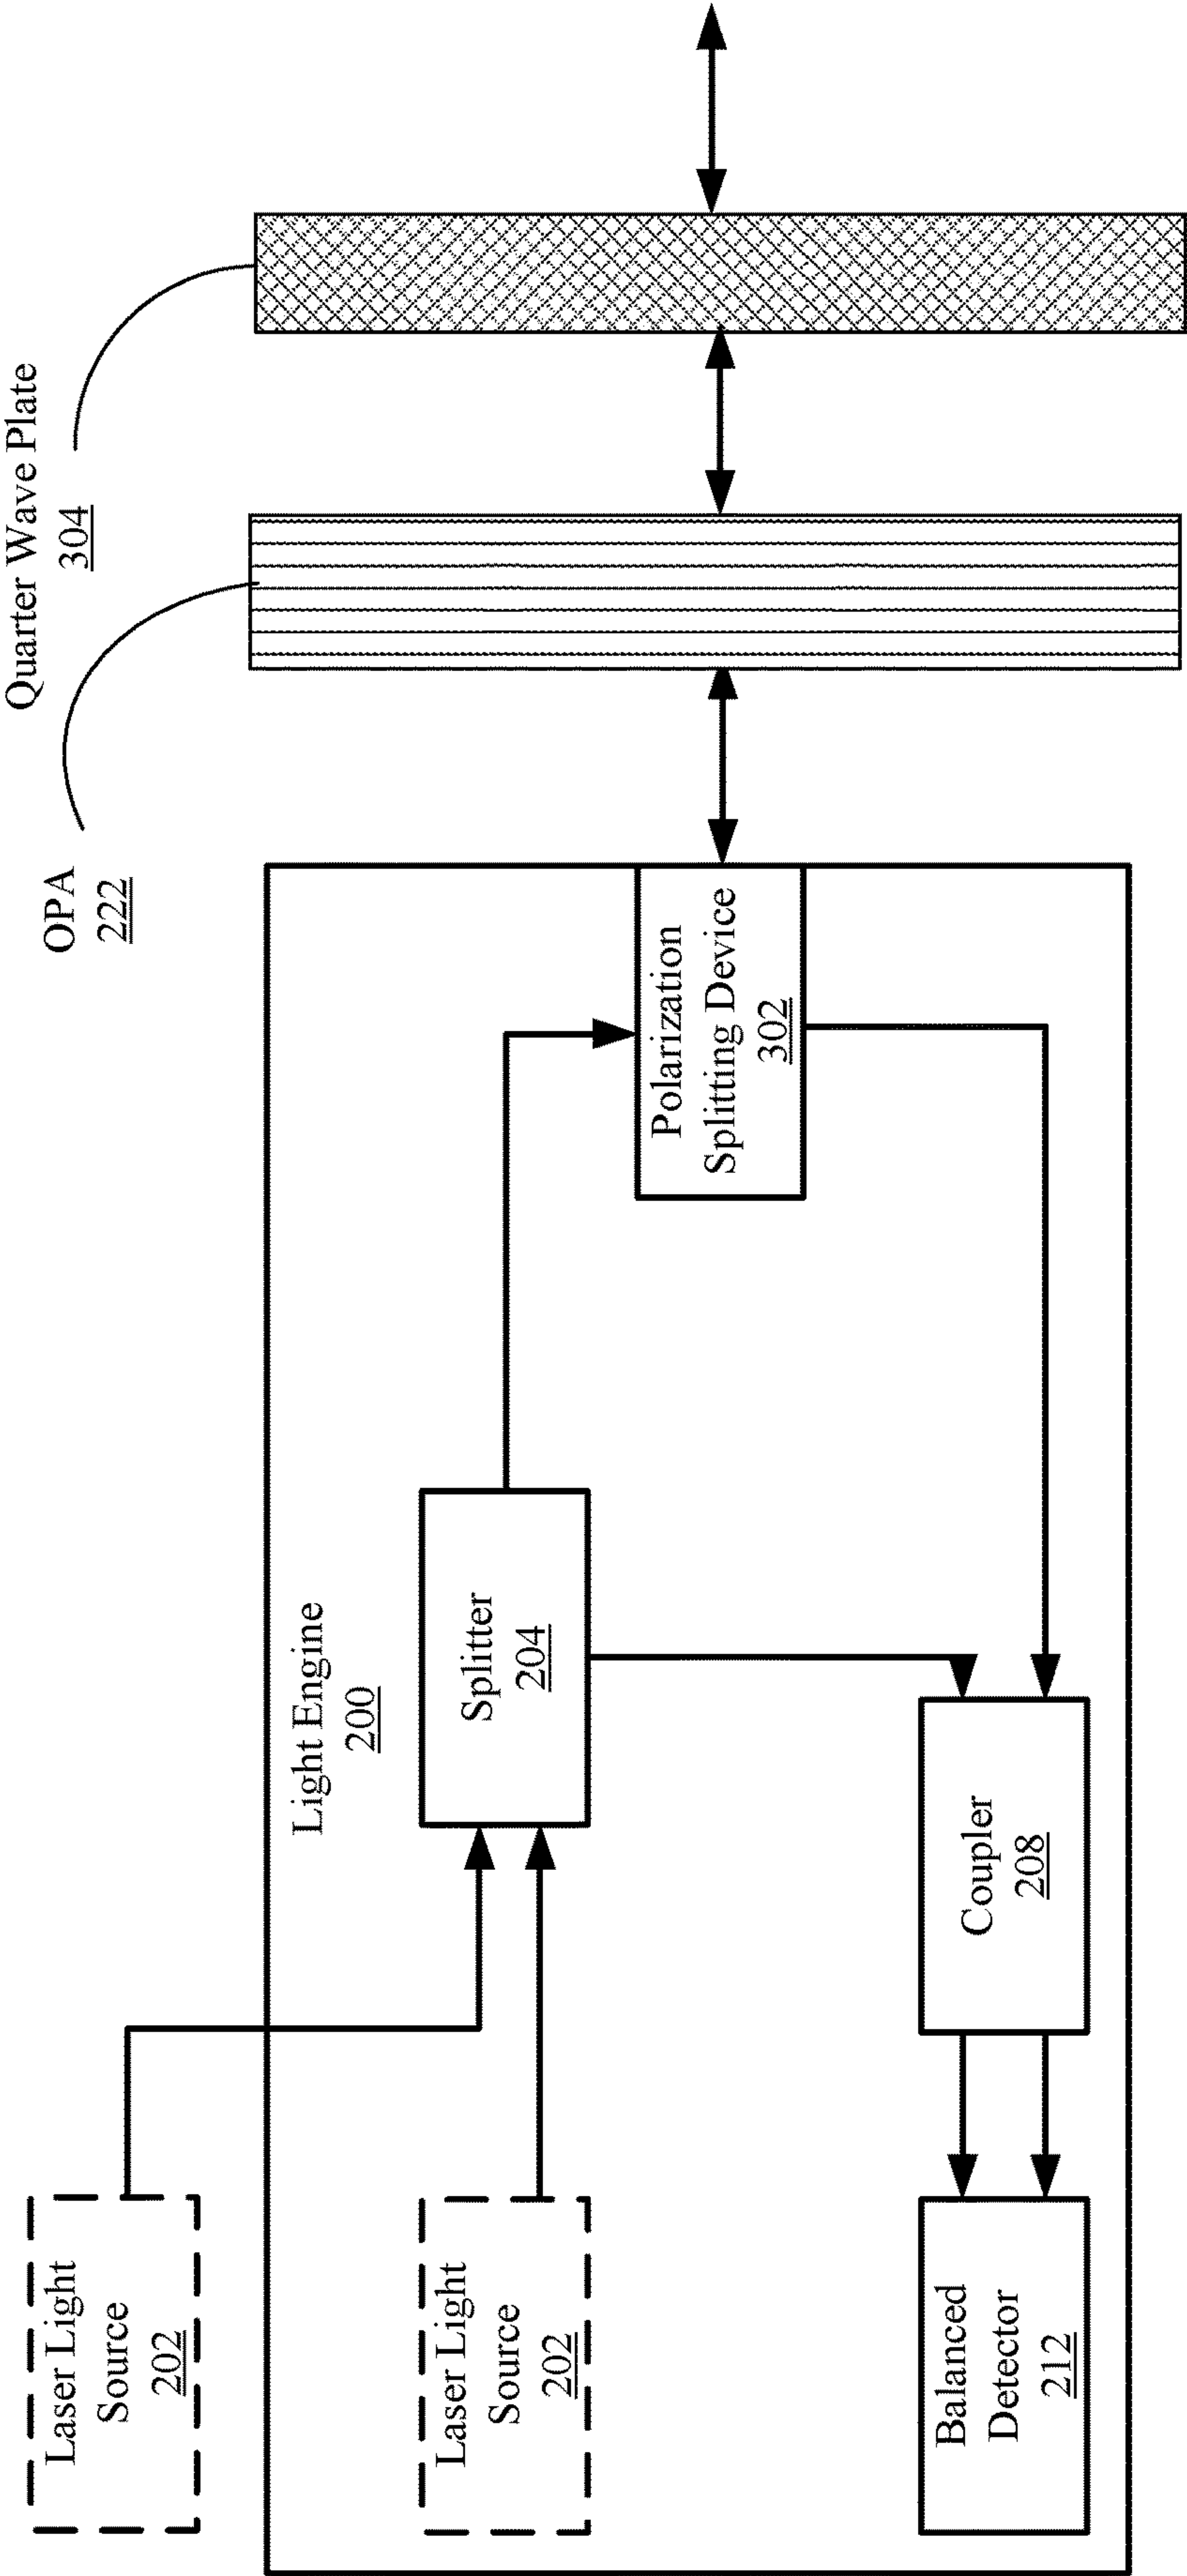 Laser Light
Source
202
Laser Light
Source
202
Balanced
Detector
212
Light Engine
200
Splitter
204
Coupler
208
Polarization
Splitting Device
302
OPA
222
Quarter Wave Plate
304